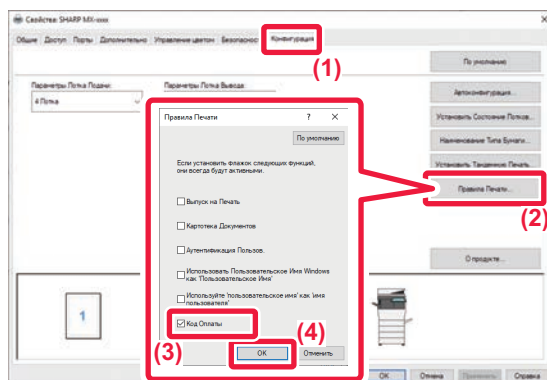 Свойства: SHARP MX-xxxx
Общие Доступ Порты Дополнительно Управление цветом Безопасность Конфигурация
(1)
По умолчанию
Параметры Лотка Подачи:
Параметры Лотка Вывода:
4 Лотка
Автоконфигурация...
Установить Состояние Лотков...
Наименование Типа Бумаги...
Установить Тандемную Печать...
Правила Печати...
(2)
О продукте...
Правила Печати ? ×
По умолчанию
Если установить флажок следующих функций,
они всегда будут активными.
Выпуск на Печать
Картотека Документов
Аутентификация Пользов.
Использовать Пользовательское Имя Windows
как 'Пользовательское Имя'
Используйте 'пользовательское имя' как 'имя
пользователя'
Код Оплаты
(3)
(4)
OK Отменить
1
OK Отмена Применить Справка